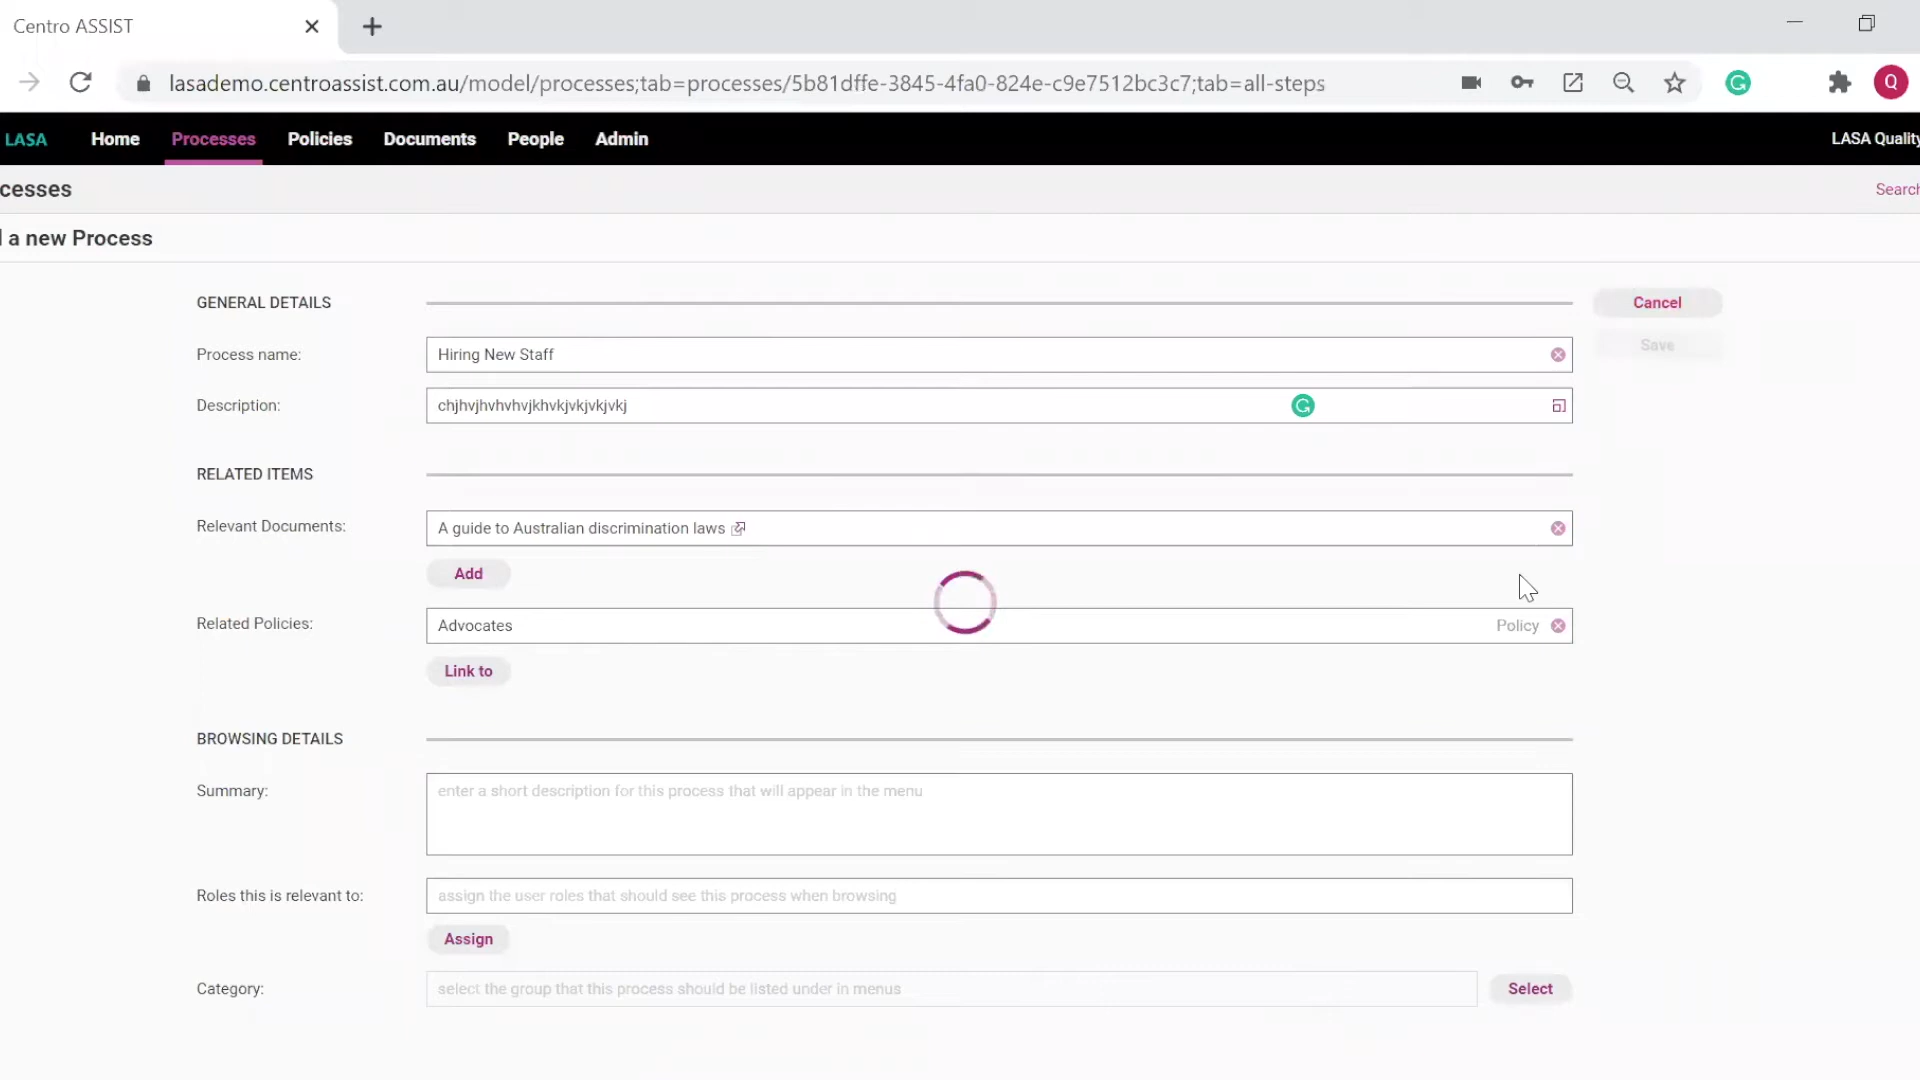 Centro ASSIST
lasademo.centroassist.com.au/model/processes;tab=processes/5b81dffe-3845-4fa0-824e-c9e7512bc3c7;tab=all-steps
Q
LASA Home Processes Policies Documents People Admin LASA Quality
cesses Search
a new Process
GENERAL DETAILS
Cancel
Process name: Hiring New Staff
Save
Description: chjhvjhvhvhvjkhvkjvkjvkjvkj
RELATED ITEMS
Relevant Documents: A guide to Australian discrimination laws
Add
Related Policies: Advocates Policy
Link to
BROWSING DETAILS
Summary: enter a short description for this process that will appear in the menu
Roles this is relevant to: assign the user roles that should see this process when browsing
Assign
Category: select the group that this process should be listed under in menus Select